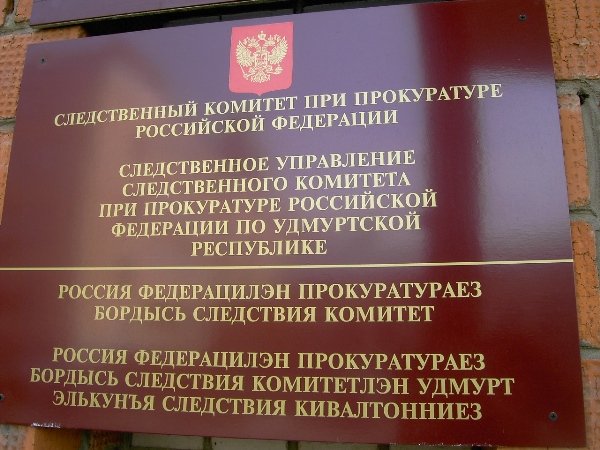 СЛЕДСТВЕННЫЙ КОМИТЕТ ПРИ ПРОКУРАТУРЕ
РОССИЙСКОЙ ФЕДЕРАЦИИ
СЛЕДСТВЕННОЕ УПРАВЛЕНИЕ
СЛЕДСТВЕННОГО КОМИТЕТА
ПРИ ПРОКУРАТУРЕ РОССИЙСКОЙ
ФЕДЕРАЦИИ ПО УДМУРТСКОЙ
РЕСПУБЛИКЕ
РОССИЯ ФЕДЕРАЦИЛЭН ПРОКУРАТУРАЕЗ
БОРДЫСЬ СЛЕДСТВИЯ КОМИТЕТ
РОССИЯ ФЕДЕРАЦИЛЭН ПРОКУРАТУРАЕЗ
БОРДЫСЬ СЛЕДСТВИЯ КОМИТЕТЛЭН УДМУРТ
ЭЛЬКУНЪЯ СЛЕДСТВИЯ КИВАЛТОННИЕЗ